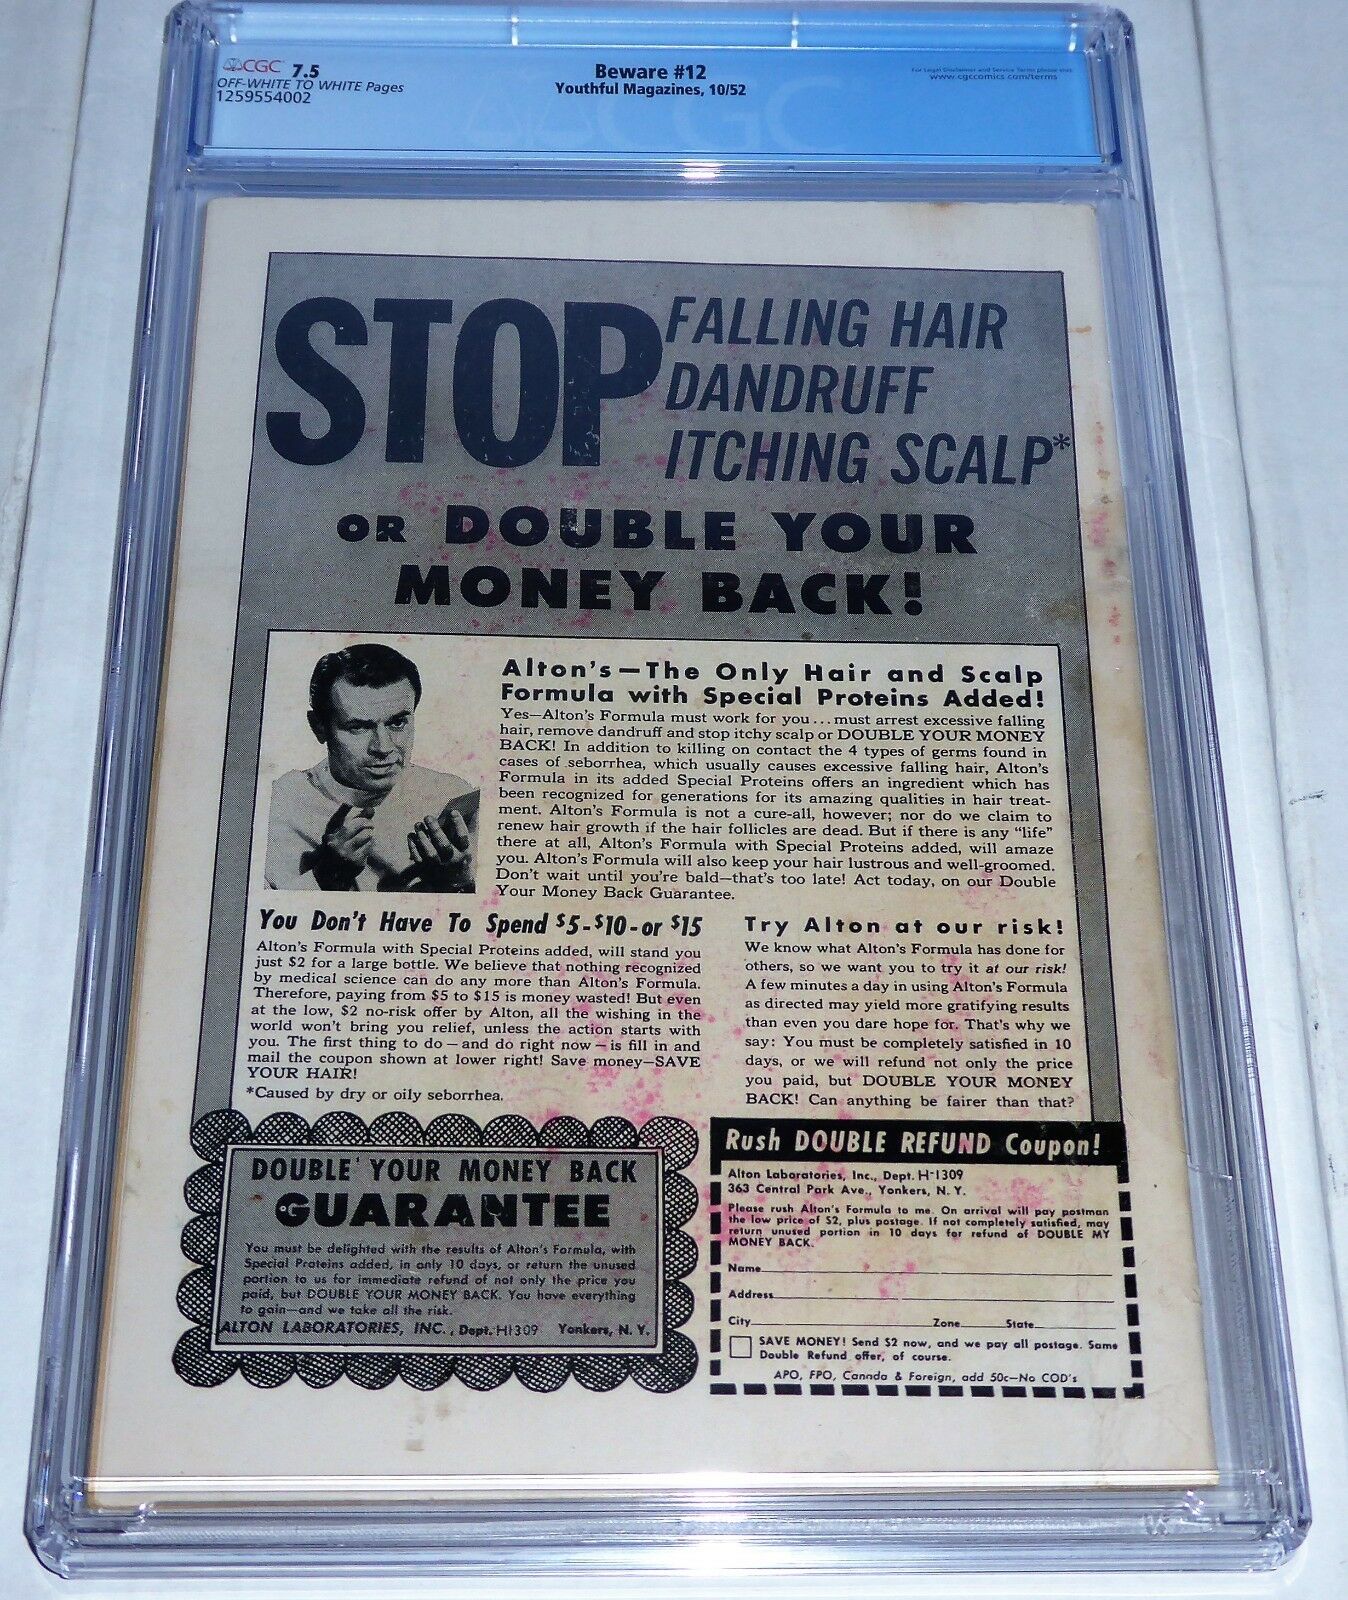 CGC 7.5
OFF-WHITE TO WHITE Pages
1259554002
Beware #12
Youthful Magazines, 10/52
For Legal Disclaimer and Service Terms please visit
www.cgccomics.com/terms
CGC
STOP
FALLING HAIR
DANDRUFF
ITCHING SCALP*
OR DOUBLE YOUR
MONEY BACK!
Alton's—The Only Hair and Scalp
Formula with Special Proteins Added!
Yes—Alton's Formula must work for you ... must arrest excessive falling
hair, remove dandruff and stop itchy scalp or DOUBLE YOUR MONEY
BACK! In addition to killing on contact the 4 types of germs found in
cases of seborrhea, which usually causes excessive falling hair, Alton's
Formula in its added Special Proteins offers an ingredient which has
been recognized for generations for its amazing qualities in hair treat-
ment. Alton's Formula is not a cure-all, however; nor do we claim to
renew hair growth if the hair follicles are dead. But if there is any "life"
there at all, Alton's Formula with Special Proteins added, will amaze
you. Alton's Formula will also keep your hair lustrous and well-groomed.
Don't wait until you're bald—that's too late! Act today, on our Double
Your Money Back Guarantee.
You Don't Have To Spend $5-$10-or $15
Alton's Formula with Special Proteins added, will stand you
just $2 for a large bottle. We believe that nothing recognized
by medical science can do any more than Alton's Formula.
Therefore, paying from $5 to $15 is money wasted! But even
at the low, $2 no-risk offer by Alton, all the wishing in the
world won't bring you relief, unless the action starts with
you. The first thing to do—and do right now—is fill in and
mail the coupon shown at lower right! Save money—SAVE
YOUR HAIR!
*Caused by dry or oily seborrhea.
Try Alton at our risk!
We know what Alton's Formula has done for
others, so we want you to try it at our risk!
A few minutes a day in using Alton's Formula
as directed may yield more gratifying results
than even you dare hope for. That's why we
say: You must be completely satisfied in 10
days, or we will refund not only the price
you paid, but DOUBLE YOUR MONEY
BACK! Can anything be fairer than that?
DOUBLE YOUR MONEY BACK
GUARANTEE
You must be delighted with the results of Alton's Formula, with
Special Proteins added, in only 10 days, or return the unused
portion to us for immediate refund of not only the price you
paid, but DOUBLE YOUR MONEY BACK. You have everything
to gain—and we take all the risk.
ALTON LABORATORIES, INC., Dept. H1309 Yonkers, N. Y.
Rush DOUBLE REFUND Coupon!
Alton Laboratories, Inc., Dept. H-1309
363 Central Park Ave., Yonkers, N. Y.
Please rush Alton's Formula to me. On arrival will pay postman
the low price of $2, plus postage. If not completely satisfied, may
return unused portion in 10 days for refund of DOUBLE MY
MONEY BACK.
Name
Address
City Zone State
SAVE MONEY! Send $2 now, and we pay all postage. Same
Double Refund offer, of course.
APO, FPO, Canada & Foreign, add 50c—No COD's